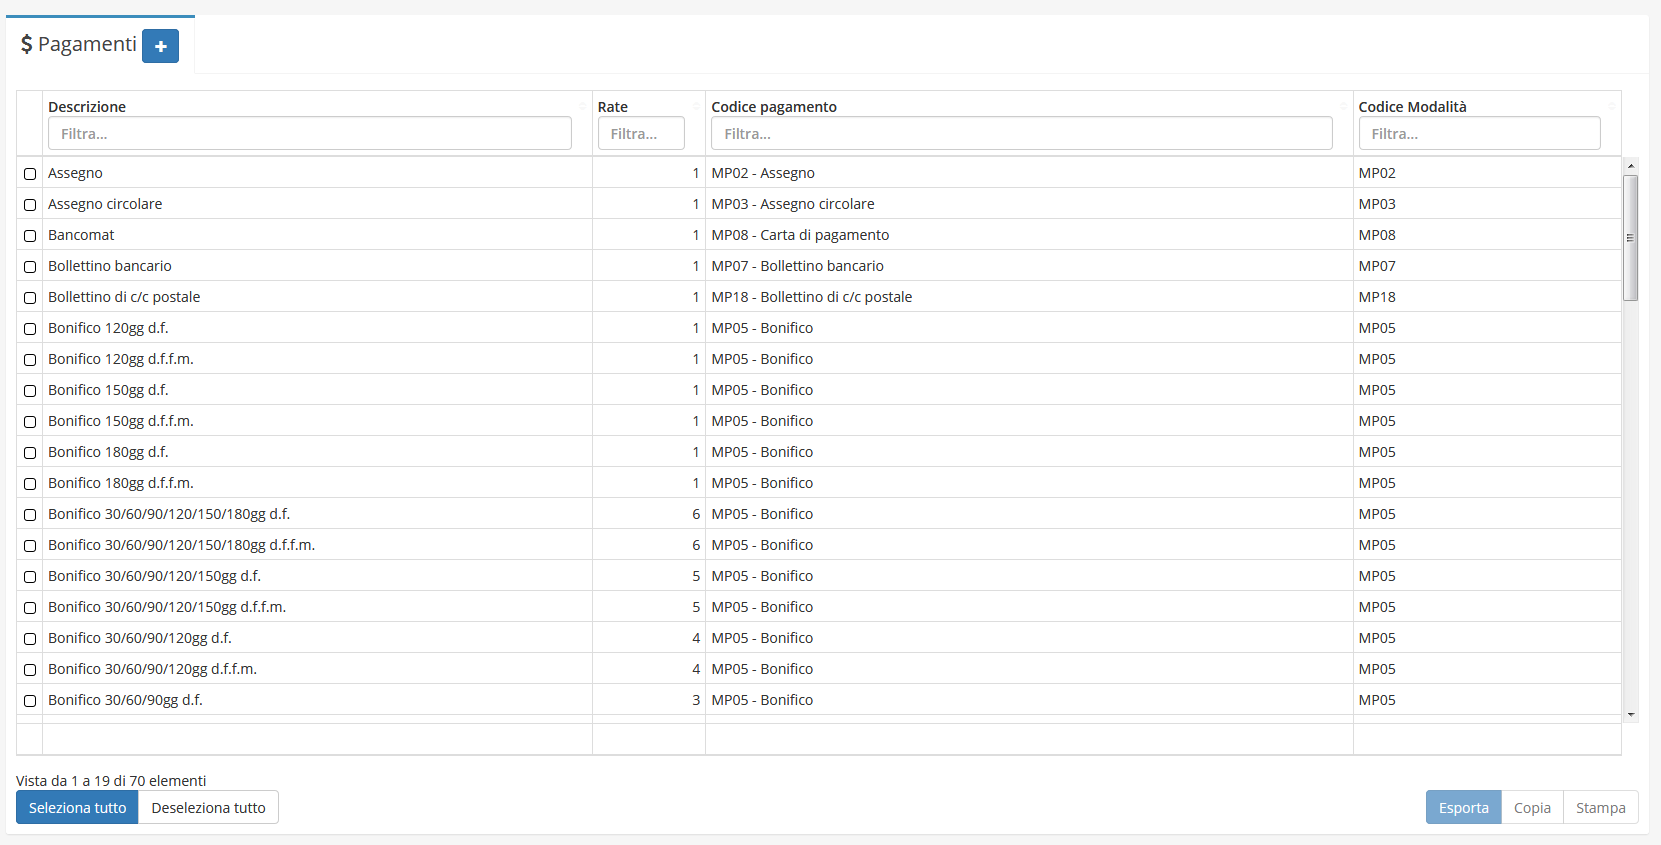 $ Pagamenti +
Descrizione Rate Codice pagamento Codice Modalità
Filtra... Filtra... Filtra... Filtra...
Assegno 1 MP02 - Assegno MP02
Assegno circolare 1 MP03 - Assegno circolare MP03
Bancomat 1 MP08 - Carta di pagamento MP08
Bollettino bancario 1 MP07 - Bollettino bancario MP07
Bollettino di c/c postale 1 MP18 - Bollettino di c/c postale MP18
Bonifico 120gg d.f. 1 MP05 - Bonifico MP05
Bonifico 120gg d.f.f.m. 1 MP05 - Bonifico MP05
Bonifico 150gg d.f. 1 MP05 - Bonifico MP05
Bonifico 150gg d.f.f.m. 1 MP05 - Bonifico MP05
Bonifico 180gg d.f. 1 MP05 - Bonifico MP05
Bonifico 180gg d.f.f.m. 1 MP05 - Bonifico MP05
Bonifico 30/60/90/120/150/180gg d.f. 6 MP05 - Bonifico MP05
Bonifico 30/60/90/120/150/180gg d.f.f.m. 6 MP05 - Bonifico MP05
Bonifico 30/60/90/120/150gg d.f. 5 MP05 - Bonifico MP05
Bonifico 30/60/90/120/150gg d.f.f.m. 5 MP05 - Bonifico MP05
Bonifico 30/60/90/120gg d.f. 4 MP05 - Bonifico MP05
Bonifico 30/60/90/120gg d.f.f.m. 4 MP05 - Bonifico MP05
Bonifico 30/60/90gg d.f. 3 MP05 - Bonifico MP05
Vista da 1 a 19 di 70 elementi
Seleziona tutto Deseleziona tutto Esporta Copia Stampa